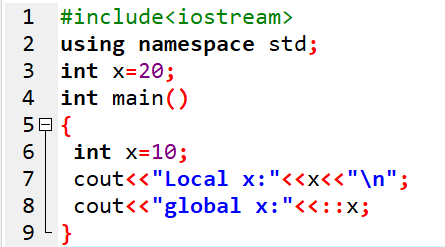 1 #include<iostream>
2 using namespace std;
3 int x=20;
4 int main()
5 {
6 int x=10;
7 cout<<"Local x:"<<x<<"\n";
8 cout<<"global x:"<<::x;
9 }